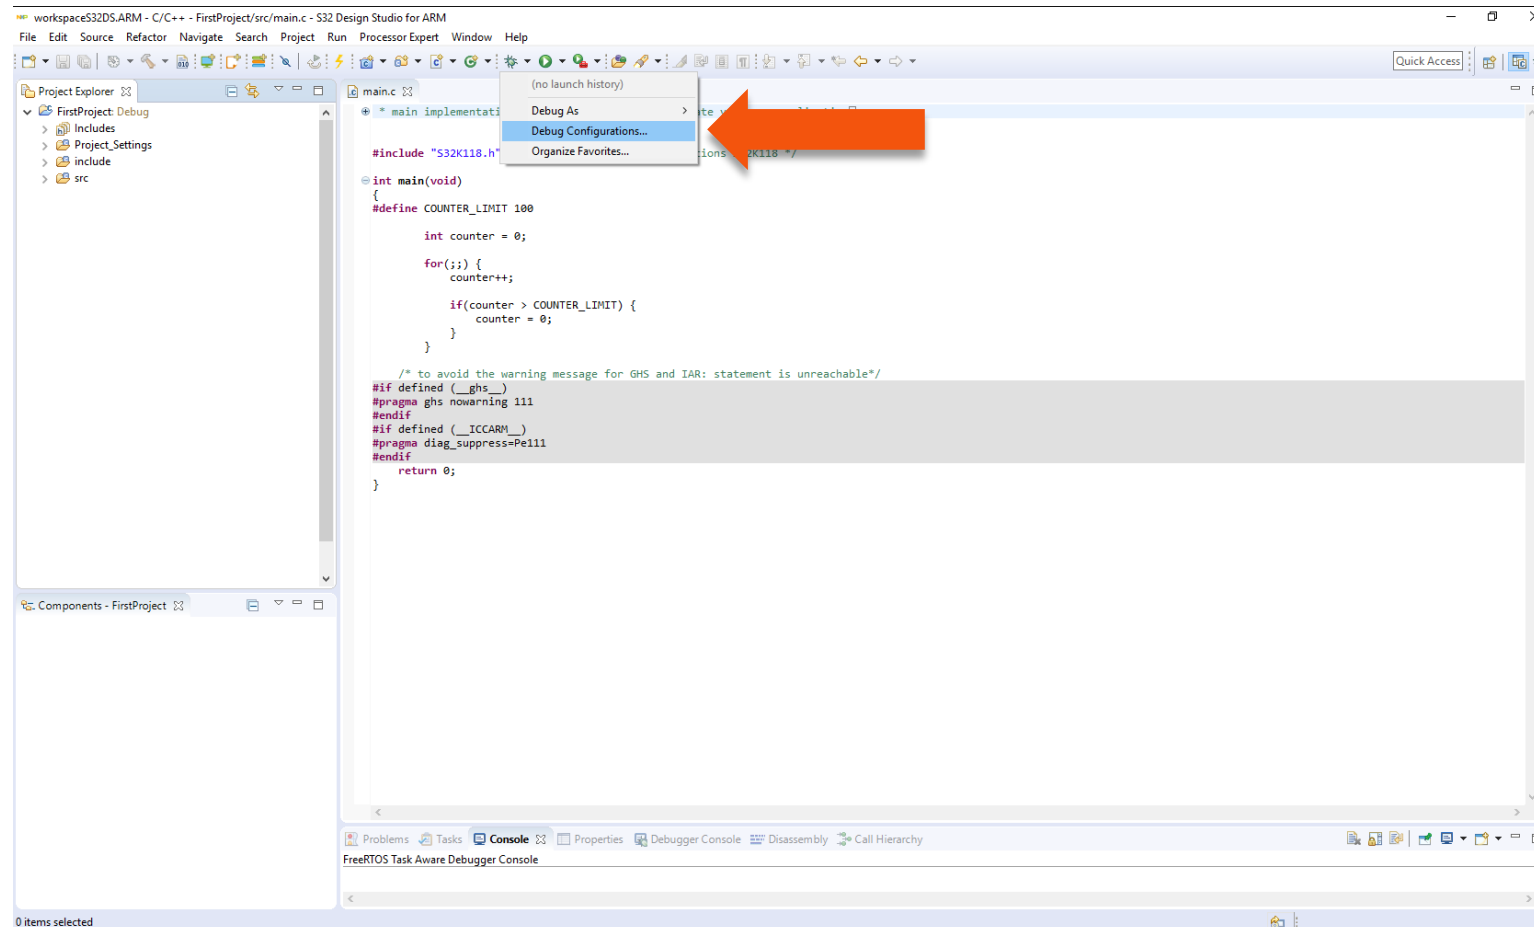 workspaceS32DS.ARM - C/C++ - FirstProject/src/main.c - S32 Design Studio for ARM
File Edit Source Refactor Navigate Search Project Run Processor Expert Window Help
Quick Access
Project Explorer
FirstProject: Debug
Includes
Project_Settings
include
src
main.c
(no launch history)
Debug As
Debug Configurations...
Organize Favorites...
* main implementati
#include "S32K118.h"
int main(void)
{
#define COUNTER_LIMIT 100
int counter = 0;
for(;;) {
counter++;
if(counter > COUNTER_LIMIT) {
counter = 0;
}
}
/* to avoid the warning message for GHS and IAR: statement is unreachable*/
#if defined (__ghs__)
#pragma ghs nowarning 111
#endif
#if defined (__ICCARM__)
#pragma diag_suppress=Pe111
#endif
return 0;
}
Components - FirstProject
Problems Tasks Console Properties Debugger Console Disassembly Call Hierarchy
FreeRTOS Task Aware Debugger Console
0 items selected